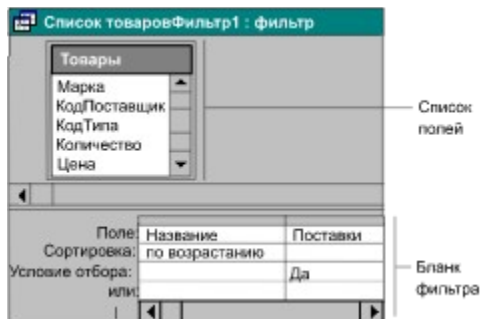 Список товаровФильтр1 : фильтр
Товары
Марка
КодПоставщик
КодТипа
Количество
Цена
Список
полей
Поле: Название Поставки
Сортировка: по возрастанию
Условие отбора: Да
или:
Бланк
фильтра